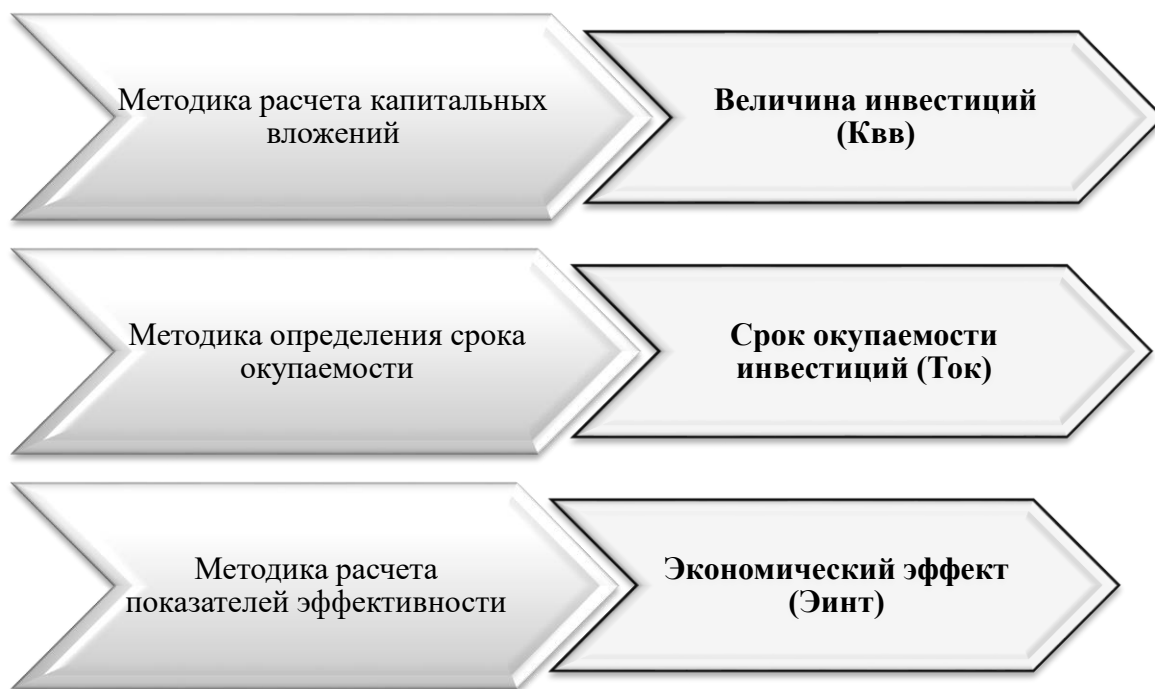 Методика расчета капитальных
вложений
Величина инвестиций
(Квв)
Методика определения срока
окупаемости
Срок окупаемости
инвестиций (Ток)
Методика расчета
показателей эффективности
Экономический эффект
(Эинт)